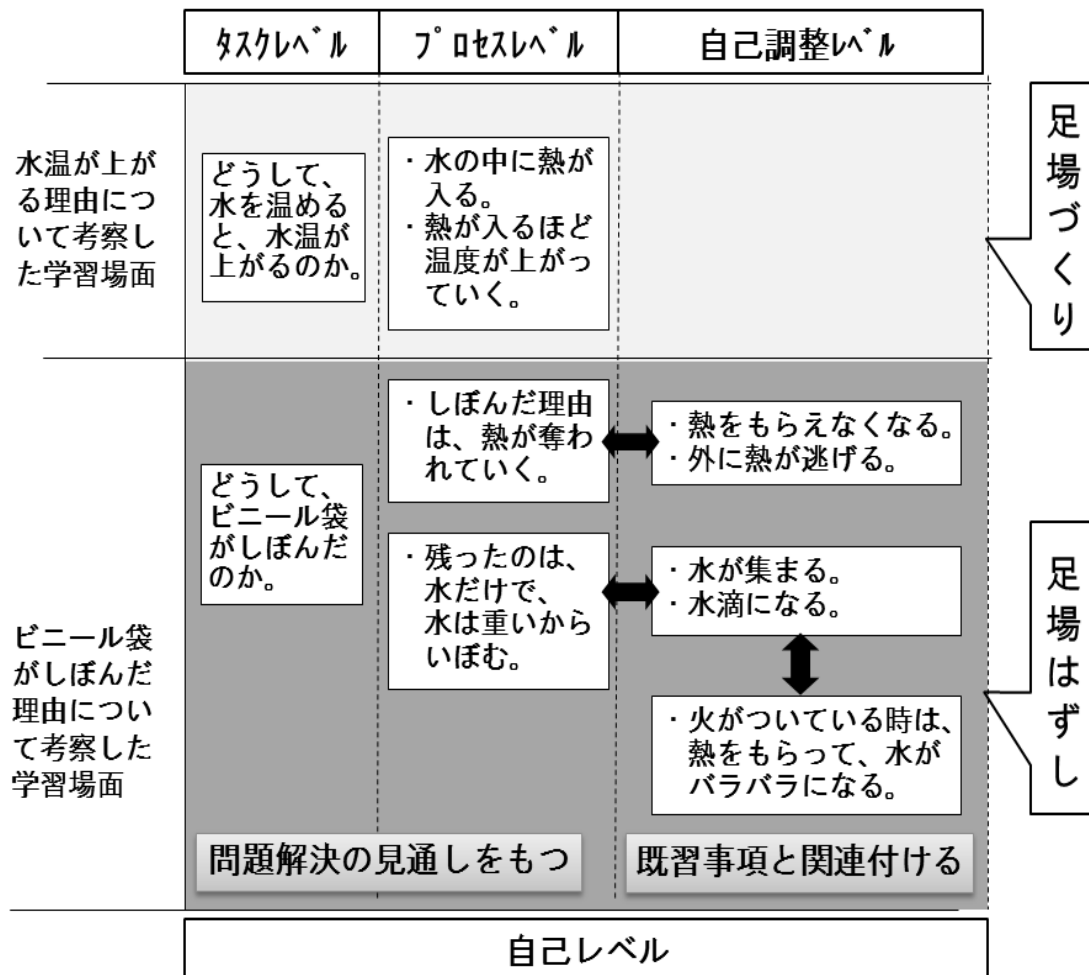 タスクレベル
プロセスレベル
自己調整レベル
水温が上が
る理由につ
いて考察し
た学習場面
どうして、
水を温める
と、水温が
上がるのか。
・水の中に熱が
入る。
・熱が入るほど
温度が上がっ
ていく。
足場づくり
ビニール袋
がしぼんだ
理由につい
て考察した
学習場面
どうして、
ビニール袋
がしぼんだ
のか。
・しぼんだ理由
は、熱が奪わ
れていく。
・熱をもらえなくなる。
・外に熱が逃げる。
・残ったのは、
水だけで、
水は重いから
いぼむ。
・水が集まる。
・水滴になる。
・火がついている時は、
熱をもらって、水が
バラバラになる。
足場はずし
問題解決の見通しをもつ
既習事項と関連付ける
自己レベル